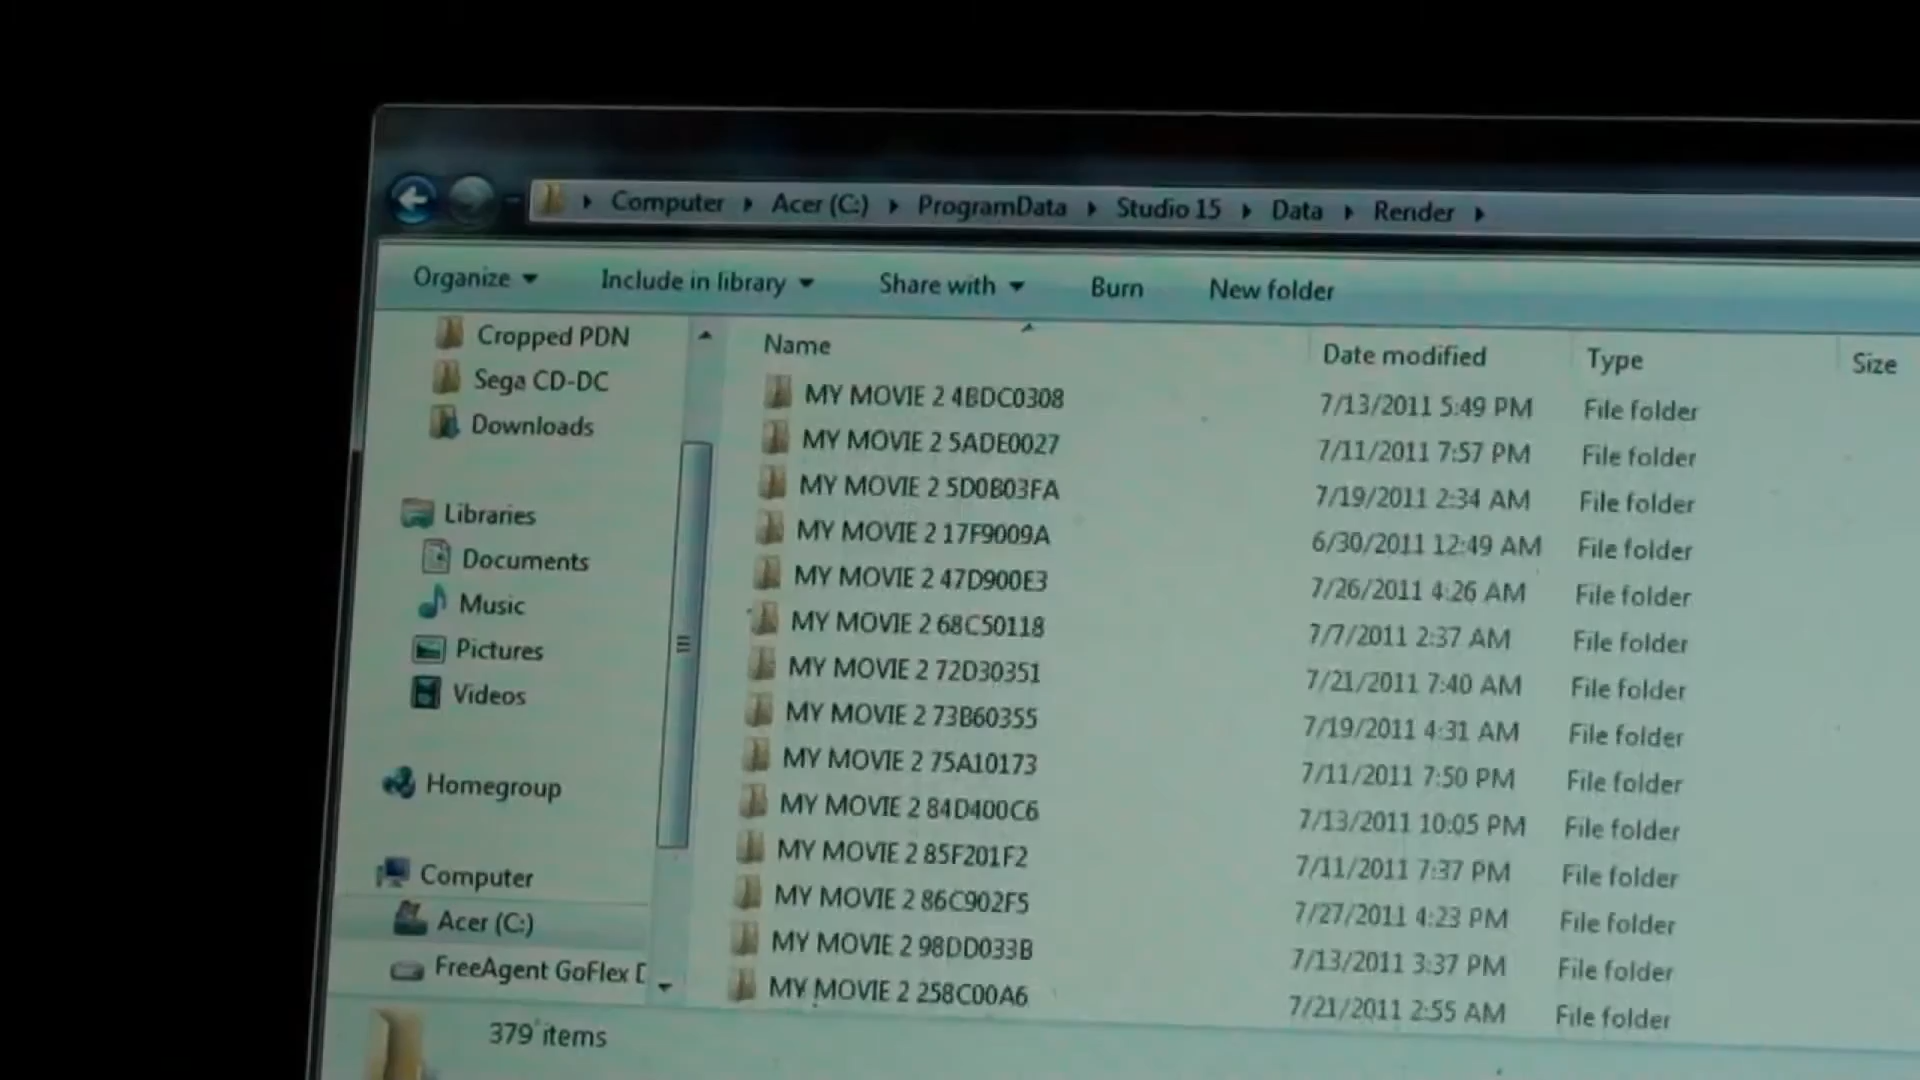 Computer Acer (C:) ProgramData Studio 15 Data Render
Organize Include in library Share with Burn New folder
Cropped PDN
Sega CD-DC
Downloads
Libraries
Documents
Music
Pictures
Videos
Homegroup
Computer
Acer (C:)
FreeAgent GoFlex D
Name Date modified Type Size
MY MOVIE 2 4BDC0308 7/13/2011 5:49 PM File folder
MY MOVIE 2 5ADE0027 7/11/2011 7:57 PM File folder
MY MOVIE 2 5D0B03FA 7/19/2011 2:34 AM File folder
MY MOVIE 2 17F9009A 6/30/2011 12:49 AM File folder
MY MOVIE 2 47D900E3 7/26/2011 4:26 AM File folder
MY MOVIE 2 68C50118 7/7/2011 2:37 AM File folder
MY MOVIE 2 72D30351 7/21/2011 7:40 AM File folder
MY MOVIE 2 73B60355 7/19/2011 4:31 AM File folder
MY MOVIE 2 75A10173 7/11/2011 7:50 PM File folder
MY MOVIE 2 84D400C6 7/13/2011 10:05 PM File folder
MY MOVIE 2 85F201F2 7/11/2011 7:37 PM File folder
MY MOVIE 2 86C902F5 7/27/2011 4:23 PM File folder
MY MOVIE 2 98DD033B 7/13/2011 3:37 PM File folder
MY MOVIE 2 258C00A6 7/21/2011 2:55 AM File folder
379 items